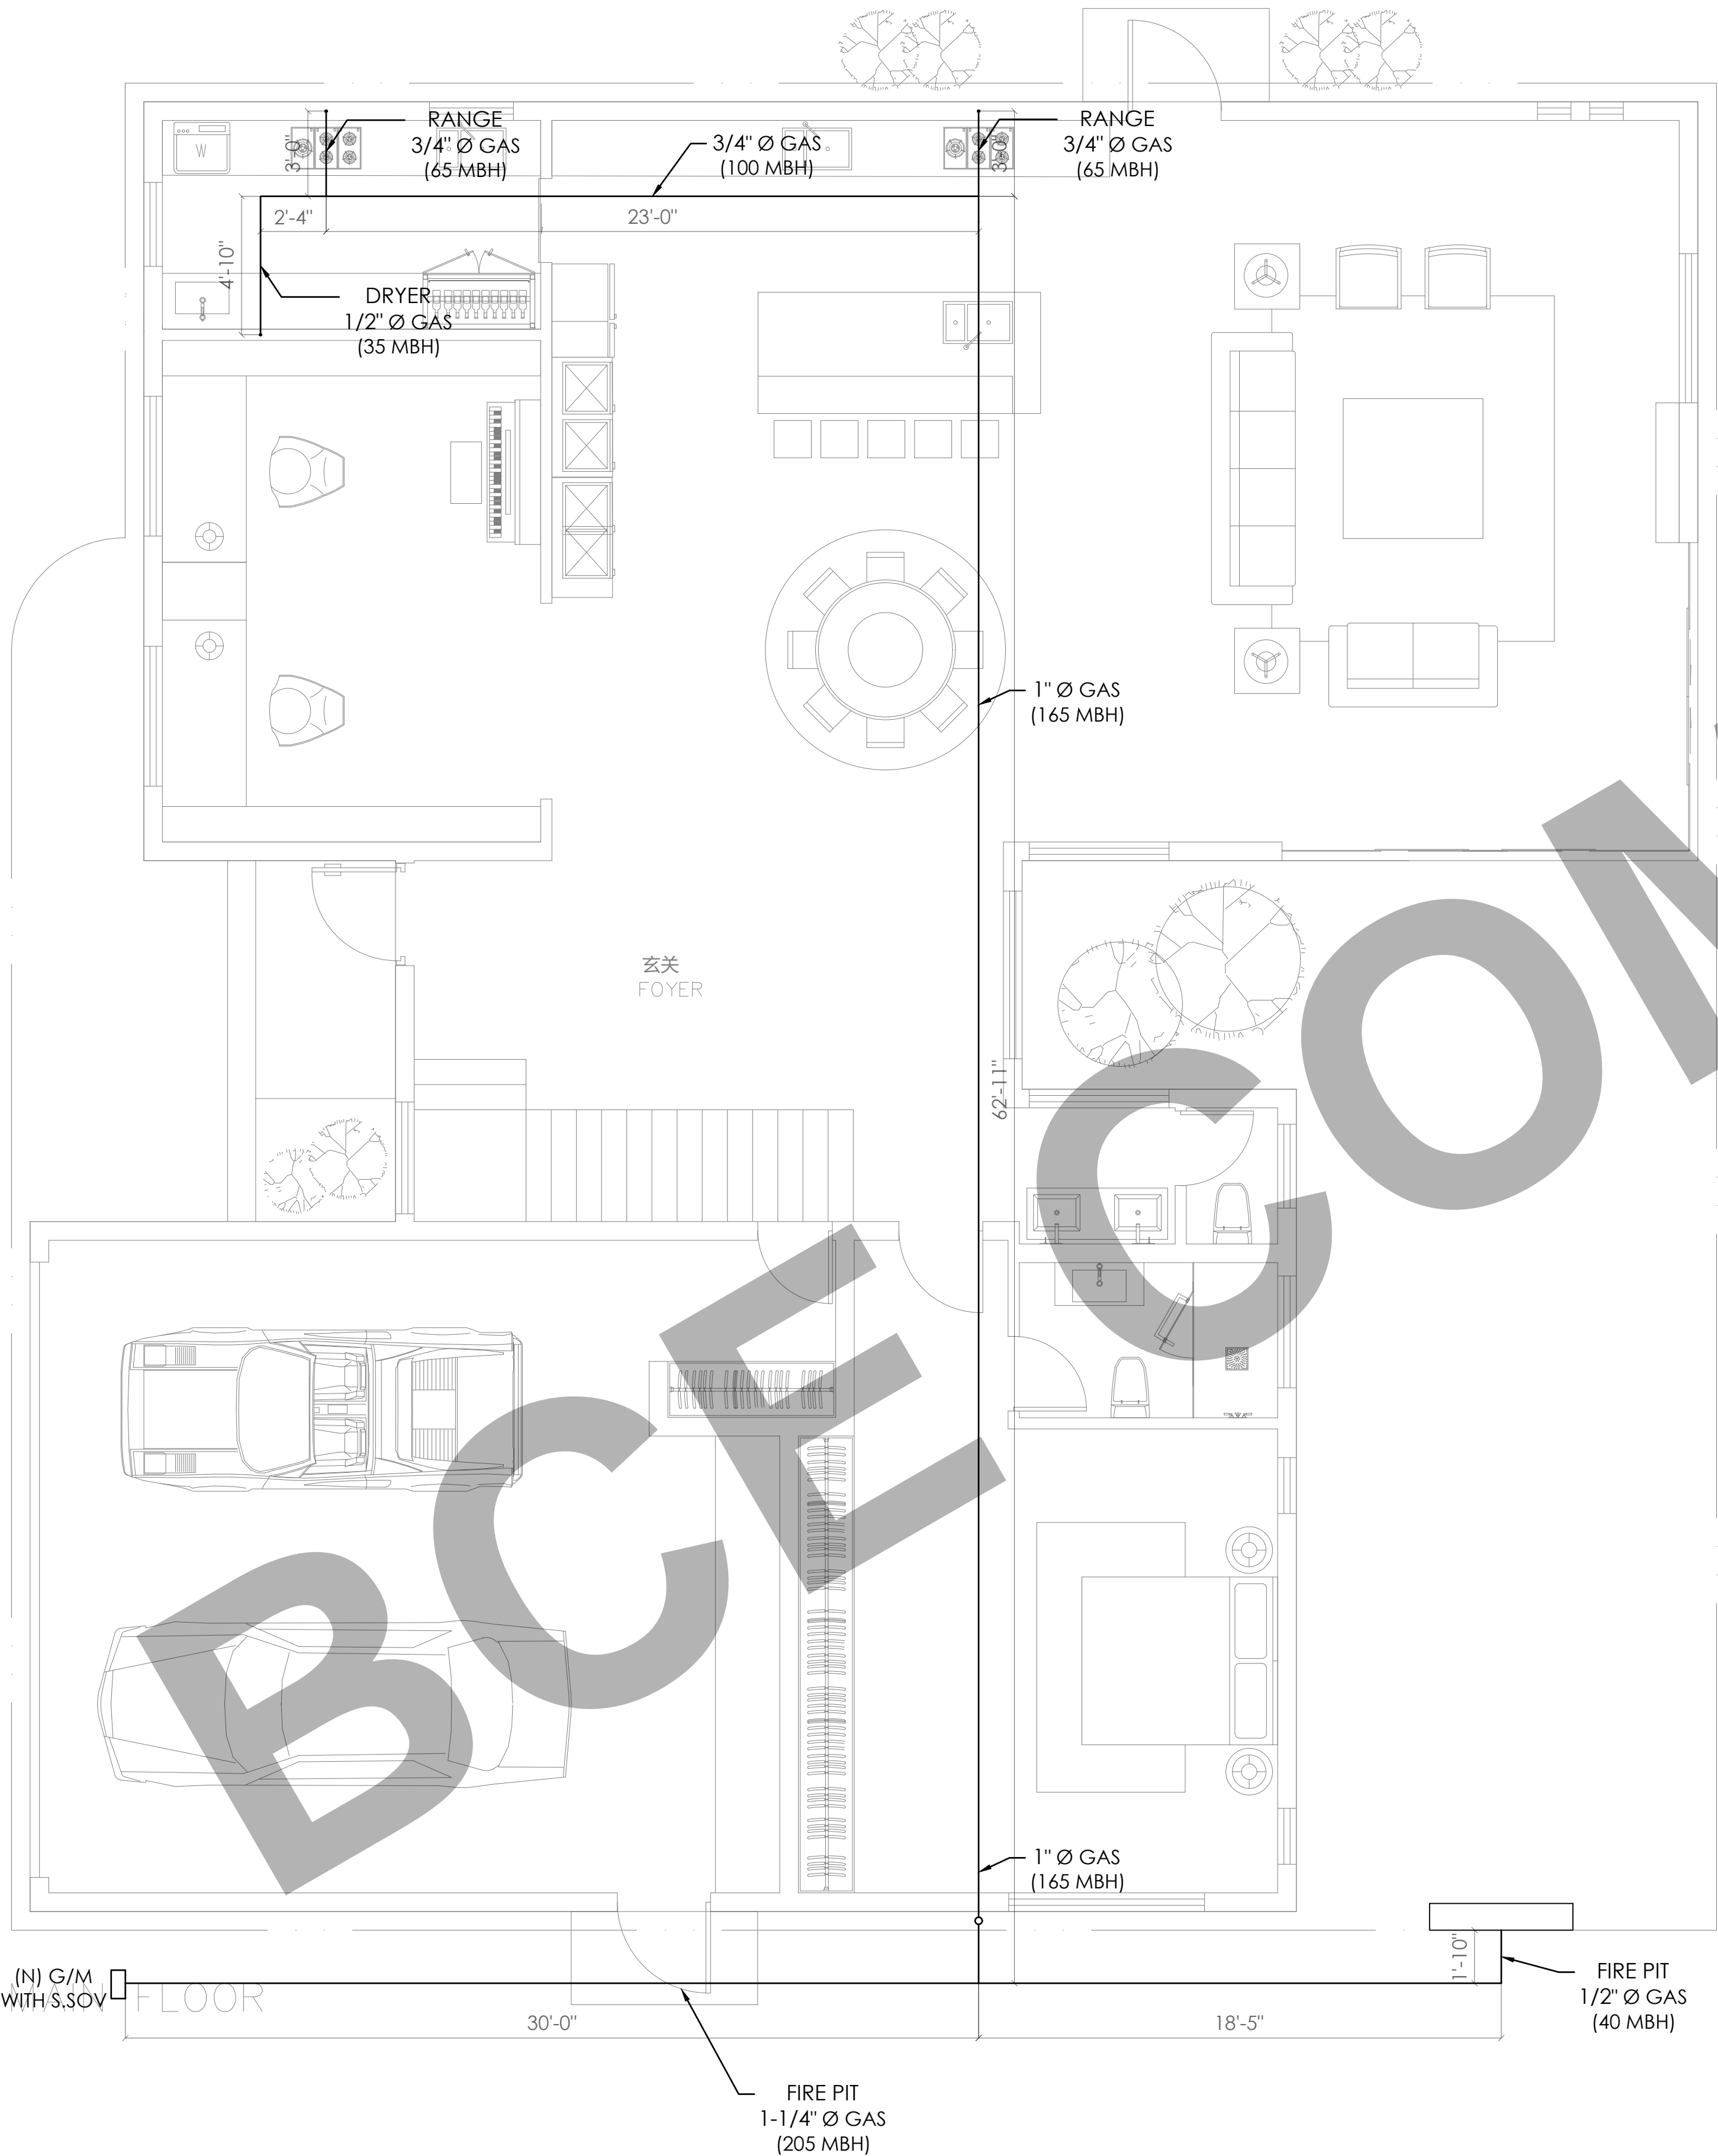 RANGE
3/4" Ø GAS
(65 MBH)
3'-0"
W
3/4" Ø GAS
(100 MBH)
RANGE
3/4" Ø GAS
(65 MBH)
3'-0"
2'-4"
23'-0"
4'-10"
DRYER
1/2" Ø GAS
(35 MBH)
1" Ø GAS
(165 MBH)
玄关
FOYER
62'-11"
BCE COM
1" Ø GAS
(165 MBH)
(N) G/M
WITH S.SOV
MAIN FLOOR
1'-10"
FIRE PIT
1/2" Ø GAS
(40 MBH)
30'-0"
18'-5"
FIRE PIT
1-1/4" Ø GAS
(205 MBH)